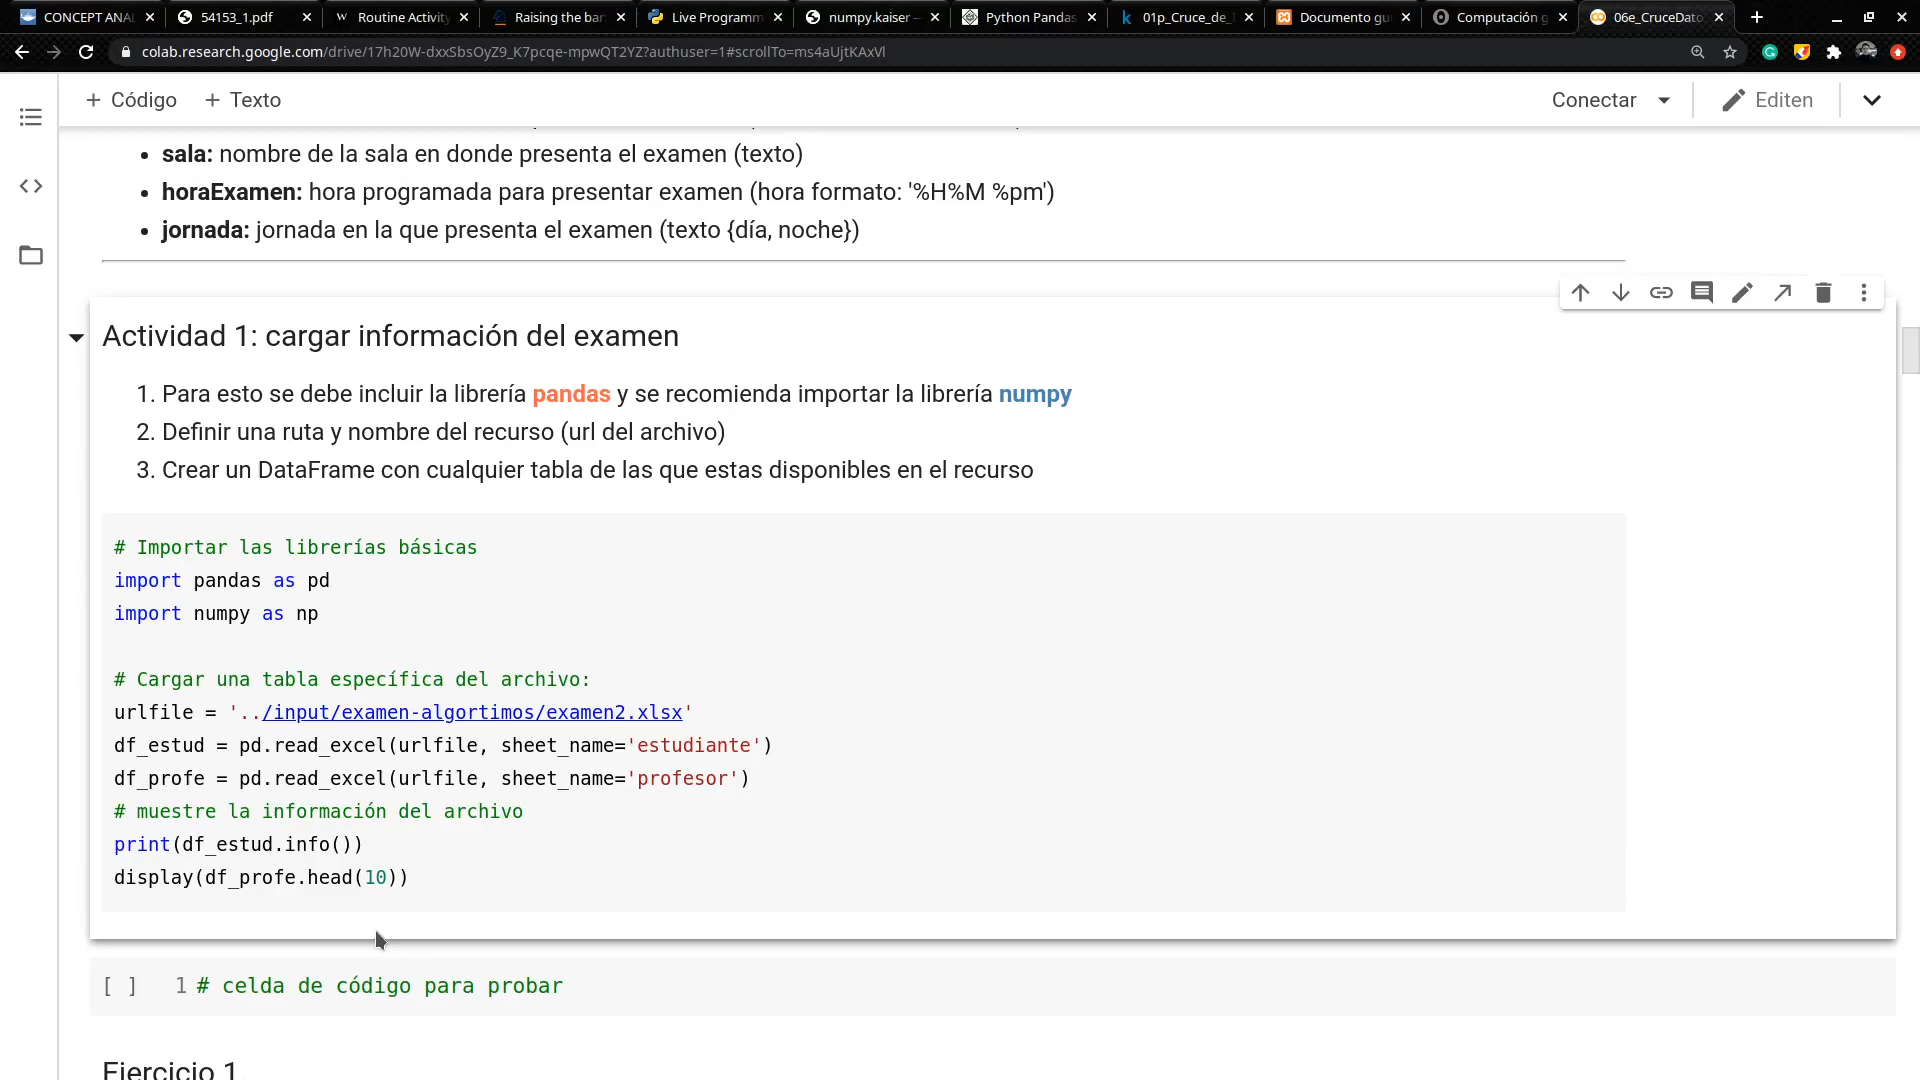 CONCEPT ANAL
54153_1.pdf
Routine Activity
Raising the bar
Live Programm
numpy.kaiser –
Python Pandas
01p_Cruce_de_
Documento gu
Computación g
06e_CruceDato
colab.research.google.com/drive/17h20W-dxxSbsOyZ9_K7pcqe-mpwQT2YZ?authuser=1#scrollTo=ms4aUjtKAxVl
+ Código + Texto
Conectar
Editen
• sala: nombre de la sala en donde presenta el examen (texto)
• horaExamen: hora programada para presentar examen (hora formato: '%H%M %pm')
• jornada: jornada en la que presenta el examen (texto {día, noche})
Actividad 1: cargar información del examen
1. Para esto se debe incluir la librería pandas y se recomienda importar la librería numpy
2. Definir una ruta y nombre del recurso (url del archivo)
3. Crear un DataFrame con cualquier tabla de las que estas disponibles en el recurso
# Importar las librerías básicas
import pandas as pd
import numpy as np
# Cargar una tabla específica del archivo:
urlfile = '../input/examen-algortimos/examen2.xlsx'
df_estud = pd.read_excel(urlfile, sheet_name='estudiante')
df_profe = pd.read_excel(urlfile, sheet_name='profesor')
# muestre la información del archivo
print(df_estud.info())
display(df_profe.head(10))
[ ] 1 # celda de código para probar
Ejercicio 1.